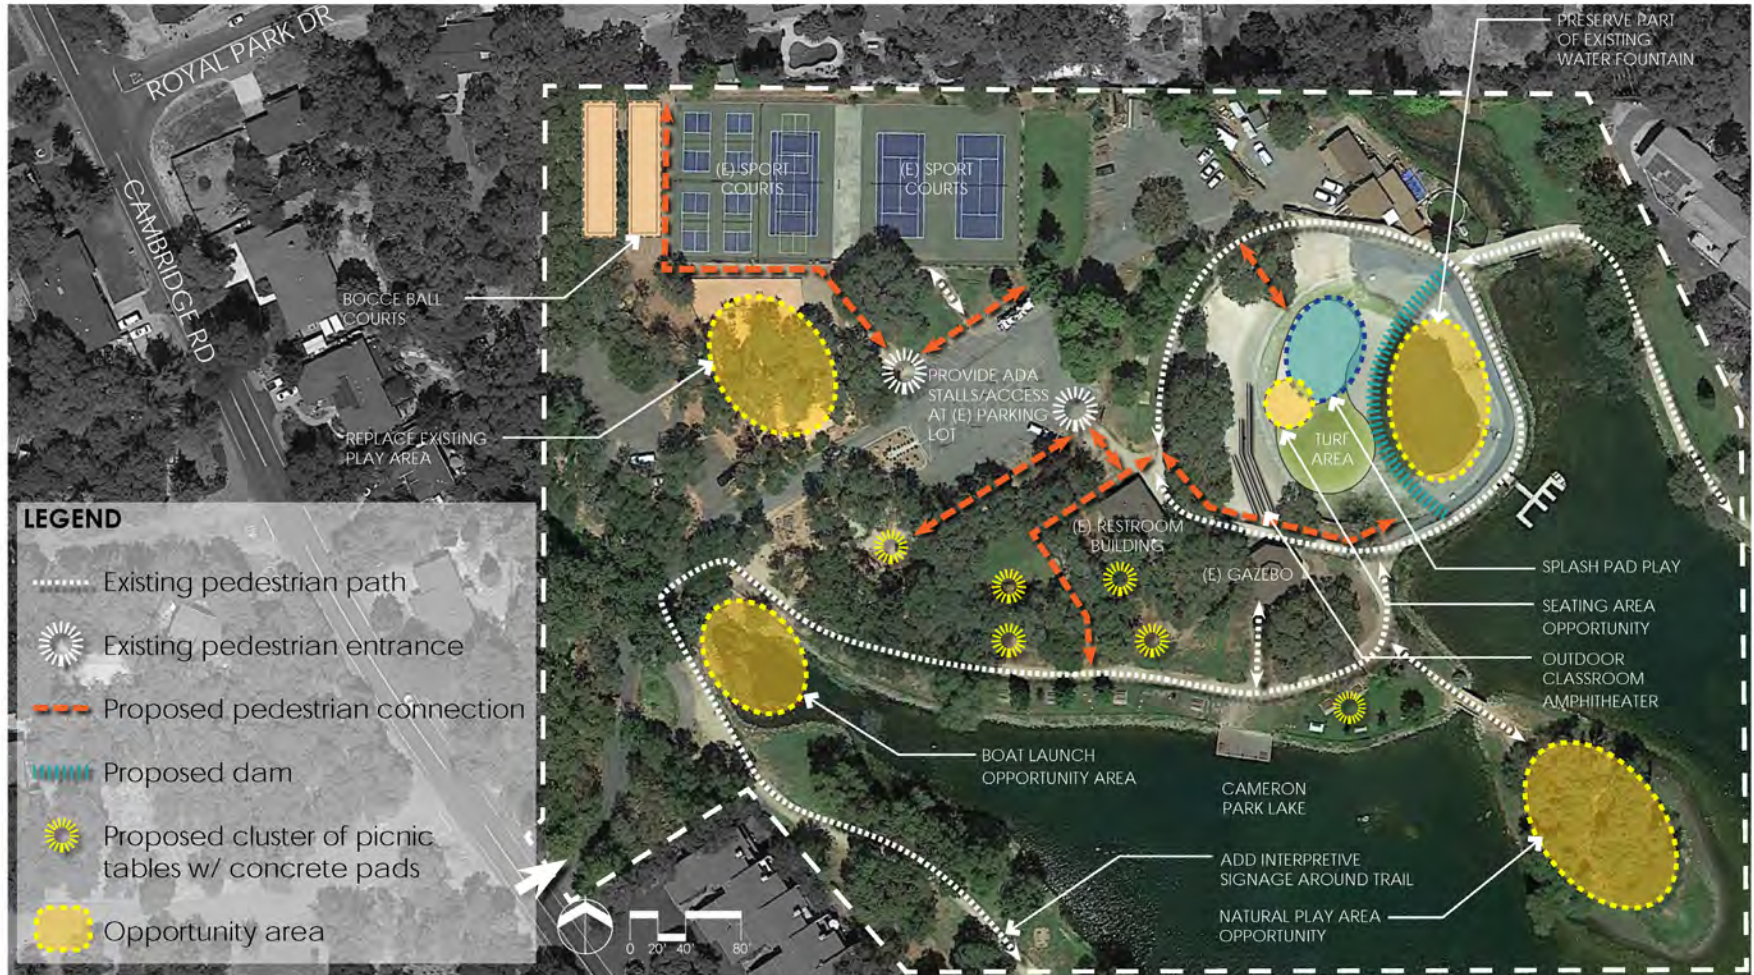 ROYAL PARK DR
CAMBRIDGE RD
PRESERVE PART
OF EXISTING
WATER FOUNTAIN
(E) SPORT
COURTS
(E) SPORT
COURTS
BOCCE BALL
COURTS
PROVIDE ADA
STALLS/ACCESS
AT (E) PARKING
LOT
REPLACE EXISTING
PLAY AREA
TURF
AREA
(E) RESTROOM
BUILDING
(E) GAZEBO
SPLASH PAD PLAY
SEATING AREA
OPPORTUNITY
OUTDOOR
CLASSROOM
AMPHITHEATER
BOAT LAUNCH
OPPORTUNITY AREA
CAMERON
PARK LAKE
ADD INTERPRETIVE
SIGNAGE AROUND TRAIL
NATURAL PLAY AREA
OPPORTUNITY
LEGEND
Existing pedestrian path
Existing pedestrian entrance
Proposed pedestrian connection
Proposed dam
Proposed cluster of picnic
tables w/ concrete pads
Opportunity area
0 20' 40' 80'